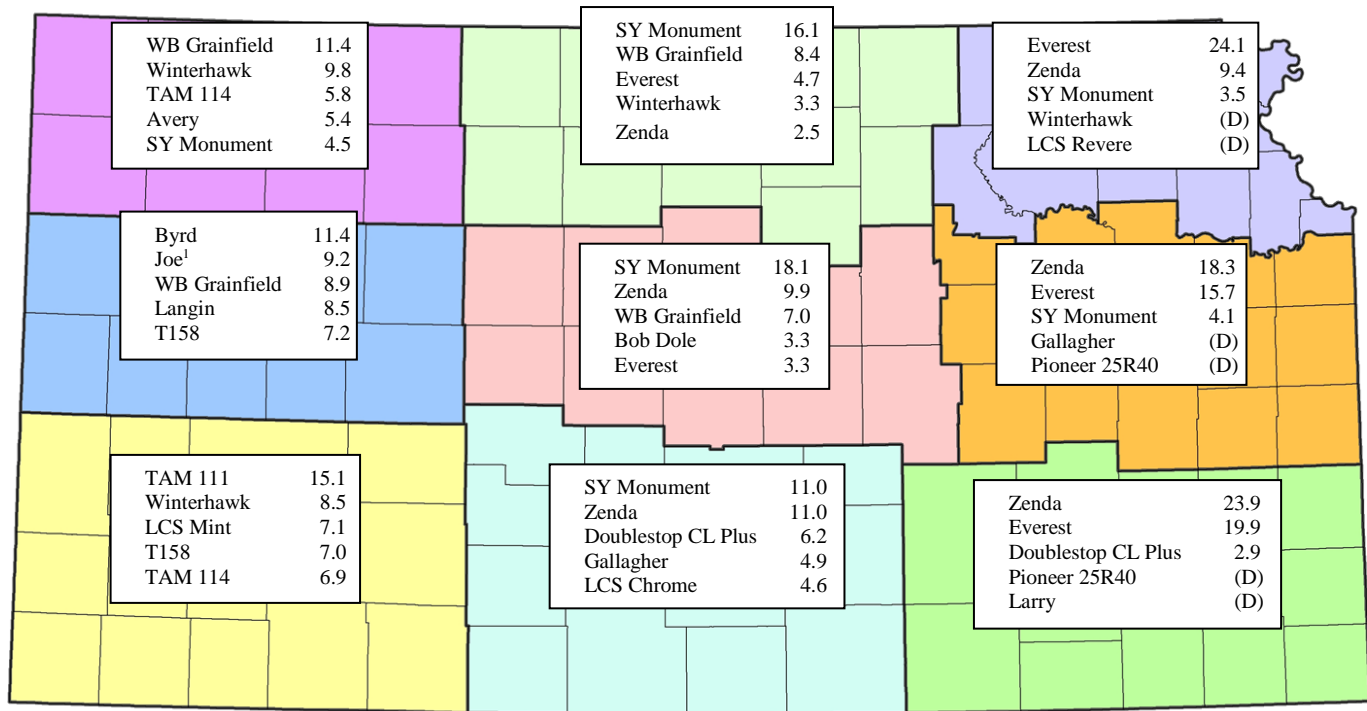 WB Grainfield 11.4
Winterhawk 9.8
TAM 114 5.8
Avery 5.4
SY Monument 4.5
SY Monument 16.1
WB Grainfield 8.4
Everest 4.7
Winterhawk 3.3
Zenda 2.5
Everest 24.1
Zenda 9.4
SY Monument 3.5
Winterhawk (D)
LCS Revere (D)
Byrd 11.4
Joe¹ 9.2
WB Grainfield 8.9
Langin 8.5
T158 7.2
SY Monument 18.1
Zenda 9.9
WB Grainfield 7.0
Bob Dole 3.3
Everest 3.3
Zenda 18.3
Everest 15.7
SY Monument 4.1
Gallagher (D)
Pioneer 25R40 (D)
TAM 111 15.1
Winterhawk 8.5
LCS Mint 7.1
T158 7.0
TAM 114 6.9
SY Monument 11.0
Zenda 11.0
Doublestop CL Plus 6.2
Gallagher 4.9
LCS Chrome 4.6
Zenda 23.9
Everest 19.9
Doublestop CL Plus 2.9
Pioneer 25R40 (D)
Larry (D)